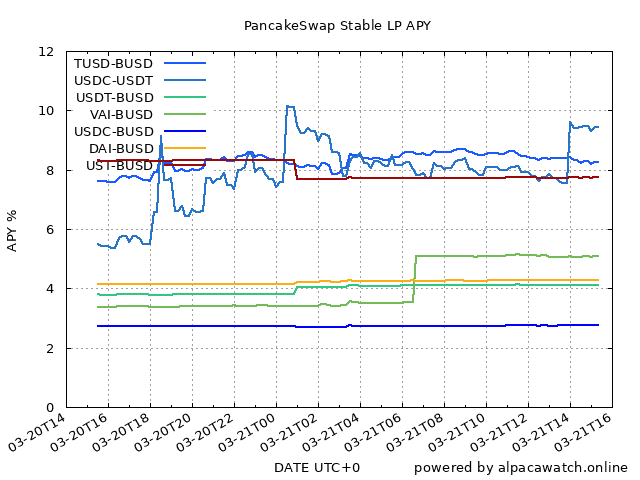 PancakeSwap Stable LP APY
12
10
8
6
4
2
0
APY %
TUSD-BUSD
USDC-USDT
USDT-BUSD
VAI-BUSD
USDC-BUSD
DAI-BUSD
UST-BUSD
03-20T14
03-20T16
03-20T18
03-20T20
03-20T22
03-21T00
03-21T02
03-21T04
03-21T06
03-21T08
03-21T10
03-21T12
03-21T14
03-21T16
DATE UTC+0
powered by alpacawatch.online